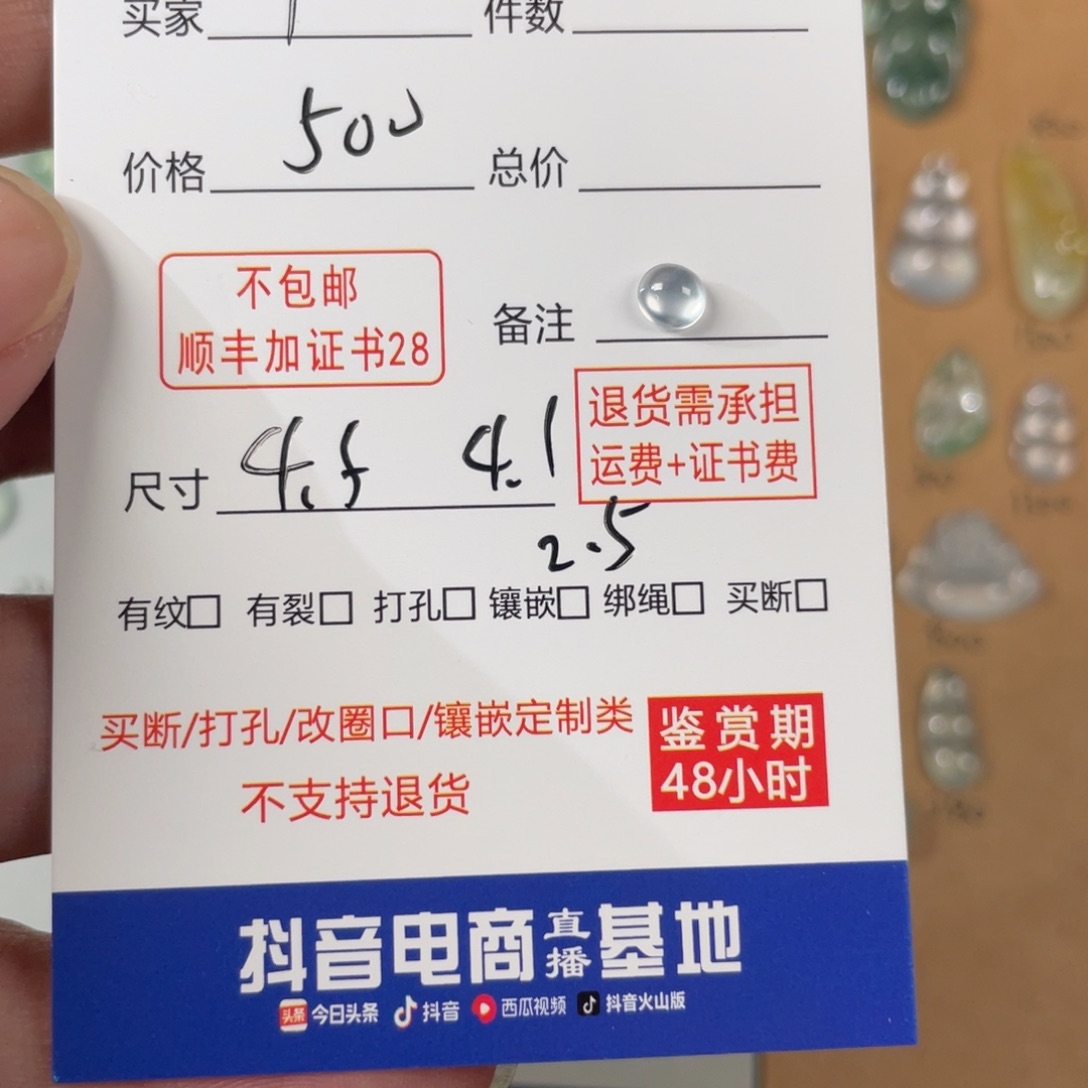 买家 件数
价格 500 总价
不包邮
顺丰加证书28
备注
退货需承担
运费+证书费
尺寸 4.5 4.1
2.5
有纹□ 有裂□ 打孔□ 镶嵌□ 绑绳□ 买断□
买断/打孔/改圈口/镶嵌定制类
不支持退货
鉴赏期
48小时
抖音电商直播基地
头条 今日头条 抖音 西瓜视频 抖音火山版